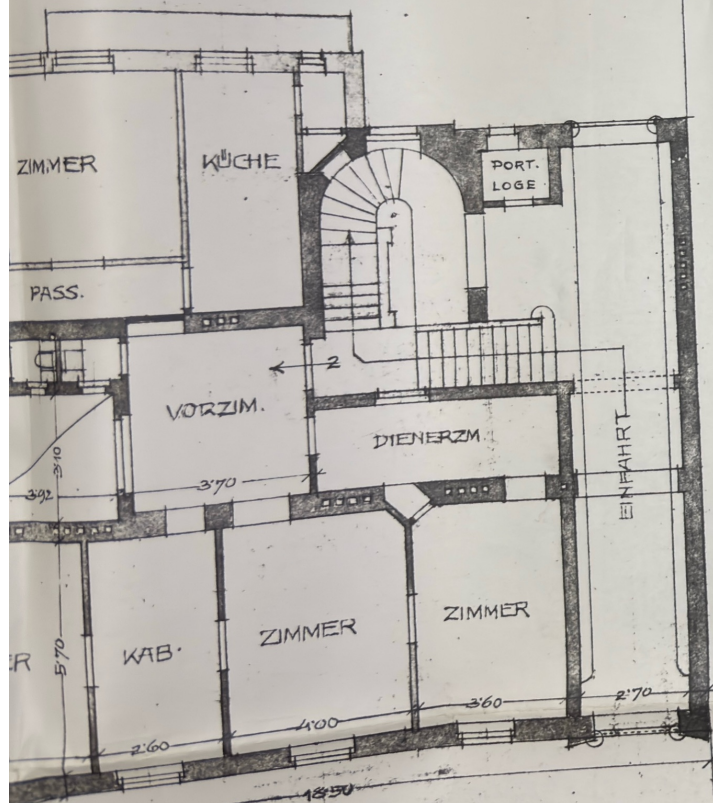 ZIMMER
KÜCHE
PORT.
LOGE
PASS.
2
VORZIM.
DIENERZM.
EINFAHRT
3·10
3·92
3·70
ZIMMER
ZIMMER
KAB.
ER
5·70
2·60
4·00
3·60
2·70
18·50